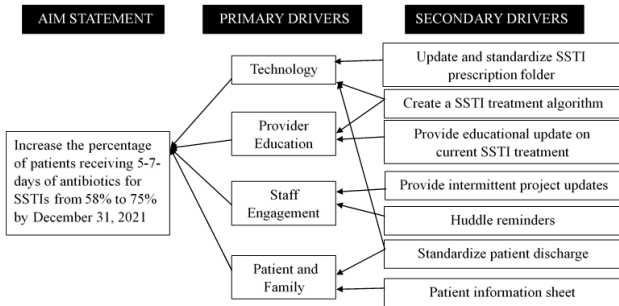 AIM STATEMENT
PRIMARY DRIVERS
SECONDARY DRIVERS
Increase the percentage
of patients receiving 5-7-
days of antibiotics for
SSTIs from 58% to 75%
by December 31, 2021
Technology
Provider
Education
Staff
Engagement
Patient and
Family
Update and standardize SSTI
prescription folder
Create a SSTI treatment algorithm
Provide educational update on
current SSTI treatment
Provide intermittent project updates
Huddle reminders
Standardize patient discharge
Patient information sheet